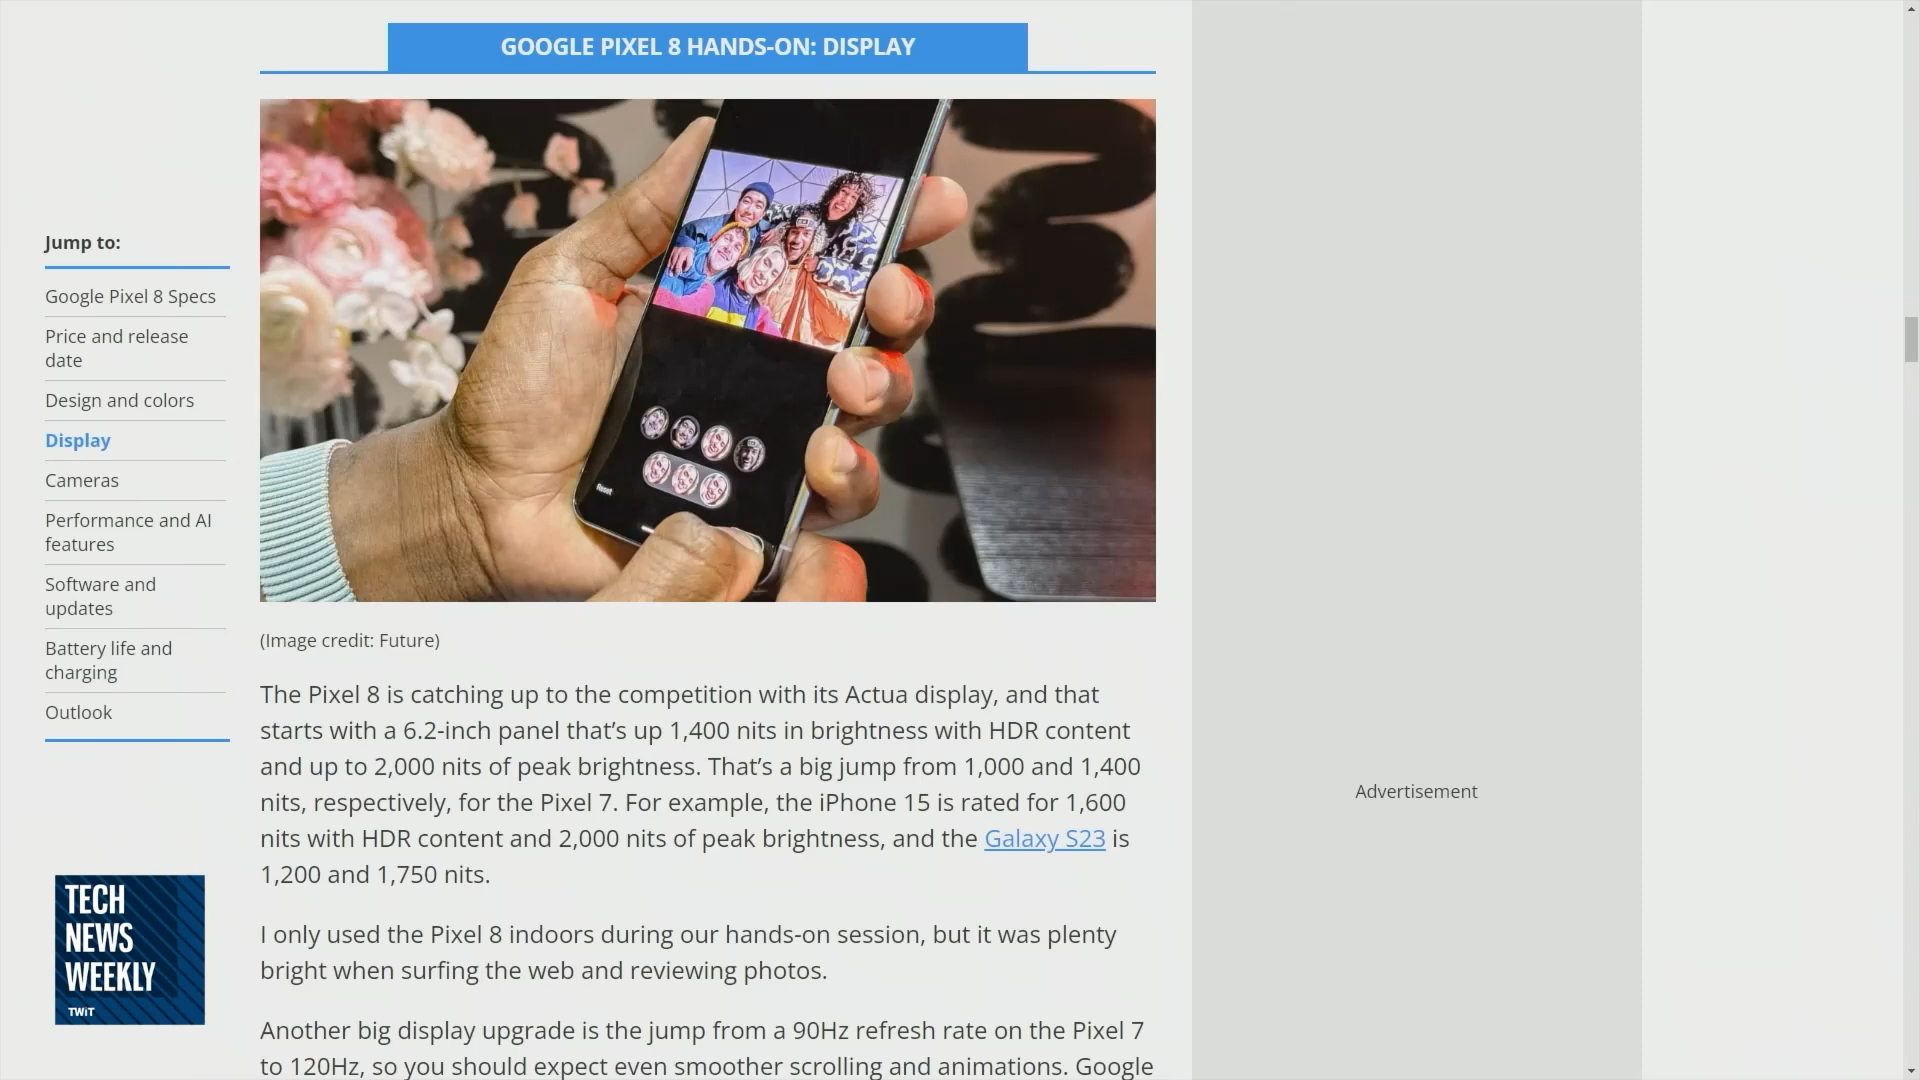 GOOGLE PIXEL 8 HANDS-ON: DISPLAY
Jump to:
Google Pixel 8 Specs
Price and release
date
Design and colors
Display
Cameras
Performance and AI
features
Software and
updates
Battery life and
charging
Outlook
Reset
(Image credit: Future)
The Pixel 8 is catching up to the competition with its Actua display, and that
starts with a 6.2-inch panel that’s up 1,400 nits in brightness with HDR content
and up to 2,000 nits of peak brightness. That’s a big jump from 1,000 and 1,400
nits, respectively, for the Pixel 7. For example, the iPhone 15 is rated for 1,600
nits with HDR content and 2,000 nits of peak brightness, and the Galaxy S23 is
1,200 and 1,750 nits.
I only used the Pixel 8 indoors during our hands-on session, but it was plenty
bright when surfing the web and reviewing photos.
Another big display upgrade is the jump from a 90Hz refresh rate on the Pixel 7
to 120Hz, so you should expect even smoother scrolling and animations. Google
Advertisement
TECH
NEWS
WEEKLY
TWiT